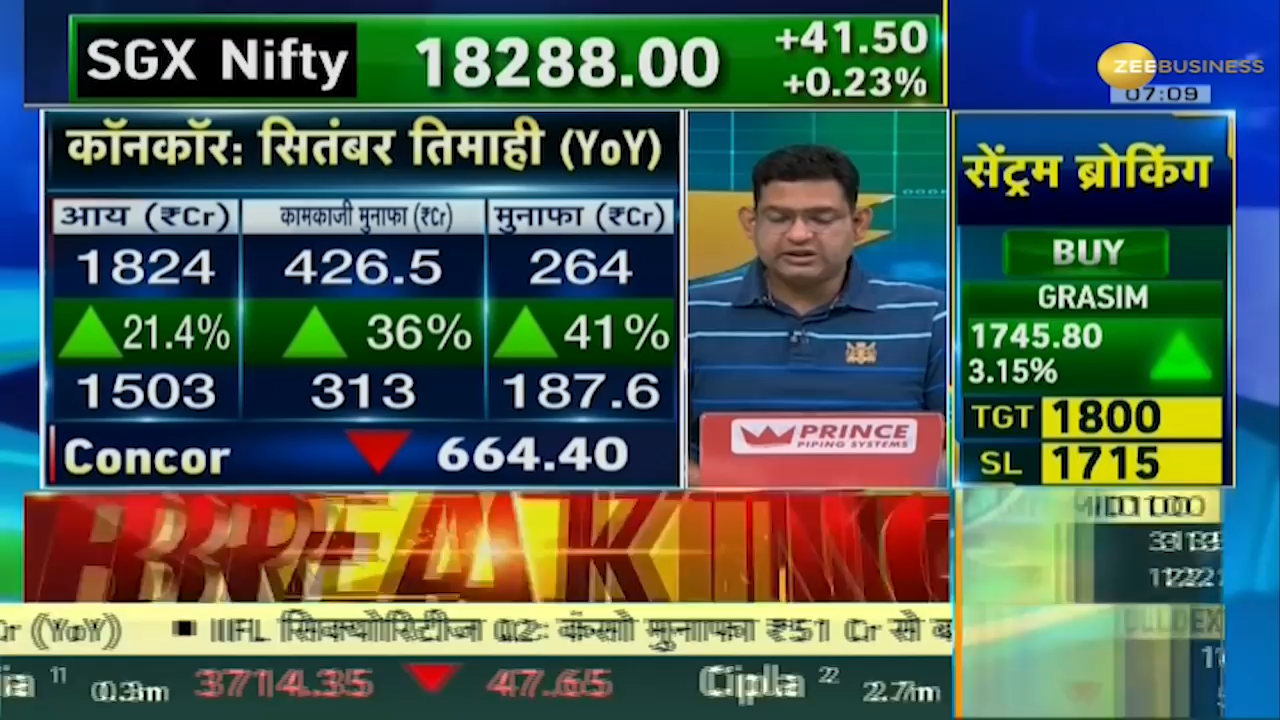 SGX Nifty 18288.00 +41.50
+0.23%
ZEEBUSINESS
07:09
कॉनकॉर: सितंबर तिमाही (YoY)
आय (₹Cr) कामकाजी मुनाफा (₹Cr) मुनाफा (₹Cr)
1824 426.5 264
21.4% 36% 41%
1503 313 187.6
Concor 664.40
PRINCE
PIPING SYSTEMS
सेंट्रम ब्रोकिंग
BUY
GRASIM
1745.80
3.15%
TGT 1800
SL 1715
BREAKING
Cr (YoY) ▪ IIFL सिक्योरिटीज Q2: कंसो मुनाफा ₹51 Cr से
11 0.3m 3714.35 47.65 Cipla 22 2.7m